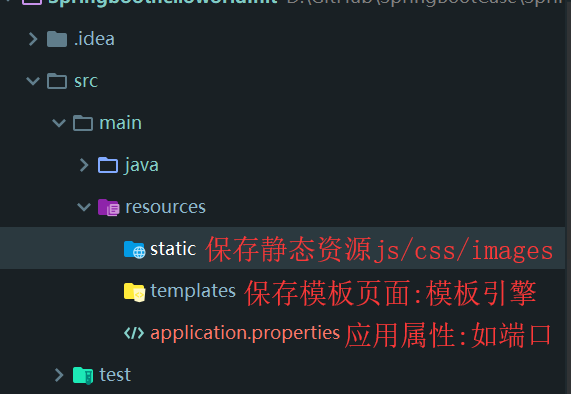 .idea
src
main
java
resources
static 保存静态资源js/css/images
templates 保存模板页面:模板引擎
application.properties 应用属性:如端口
test